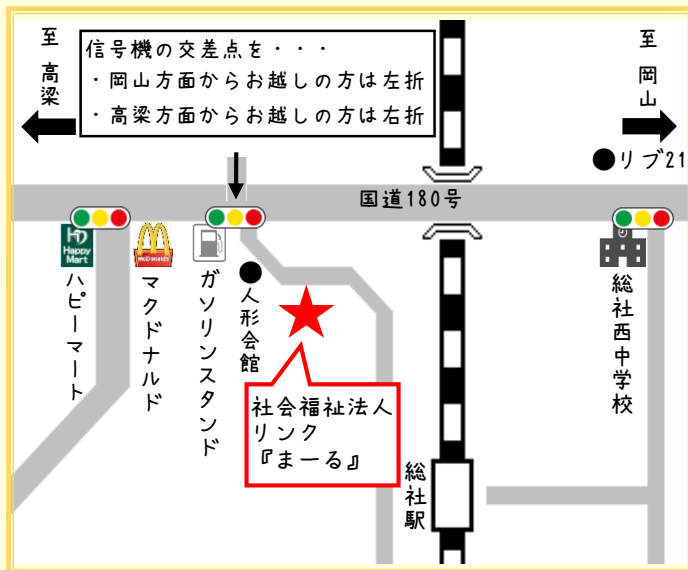 至 高梁
信号機の交差点を・・・
・岡山方面からお越しの方は左折
・高梁方面からお越しの方は右折
至 岡山
●リブ21
国道180号
HD
Happy
Mart
ハピーマート
McDonald's
マクドナルド
ガソリンスタンド
●人形会館
総社西中学校
社会福祉法人
リンク
『まーる』
総社駅